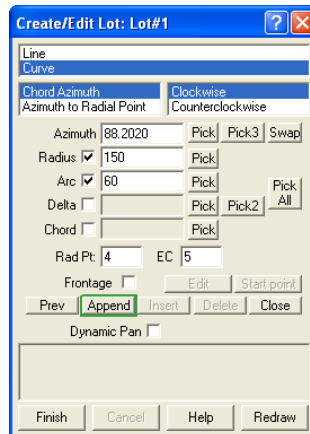 Create/Edit Lot: Lot#1 ? X
Line
Curve
Chord Azimuth Clockwise
Azimuth to Radial Point Counterclockwise
Azimuth 88.2020 Pick Pick3 Swap
Radius 150 Pick
Arc 60 Pick Pick All
Delta Pick Pick2
Chord Pick
Rad Pt: 4 EC 5
Frontage Edit Start point
Prev Append Insert Delete Close
Dynamic Pan
Finish Cancel Help Redraw